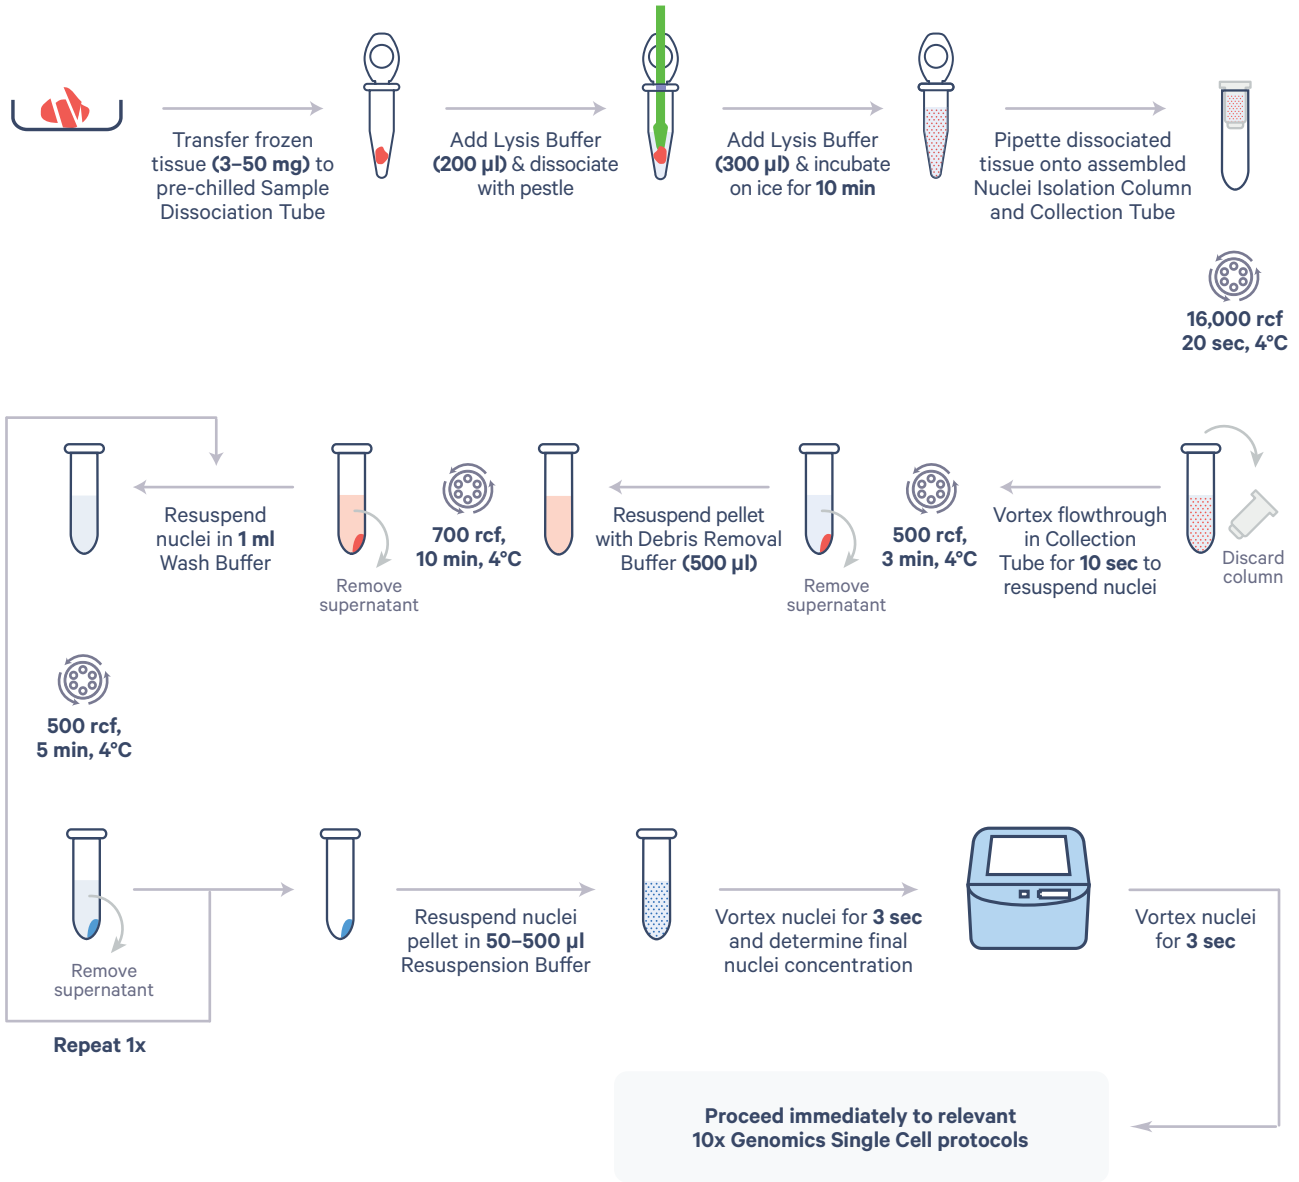 Transfer frozen
tissue (3–50 mg) to
pre-chilled Sample
Dissociation Tube
Add Lysis Buffer
(200 µl) & dissociate
with pestle
Add Lysis Buffer
(300 µl) & incubate
on ice for 10 min
Pipette dissociated
tissue onto assembled
Nuclei Isolation Column
and Collection Tube
16,000 rcf
20 sec, 4°C
Discard
column
Vortex flowthrough
in Collection
Tube for 10 sec to
resuspend nuclei
500 rcf,
3 min, 4°C
Remove
supernatant
Resuspend pellet
with Debris Removal
Buffer (500 µl)
700 rcf,
10 min, 4°C
Remove
supernatant
Resuspend
nuclei in 1 ml
Wash Buffer
500 rcf,
5 min, 4°C
Remove
supernatant
Repeat 1x
Resuspend nuclei
pellet in 50–500 µl
Resuspension Buffer
Vortex nuclei for 3 sec
and determine final
nuclei concentration
Vortex nuclei
for 3 sec
Proceed immediately to relevant
10x Genomics Single Cell protocols